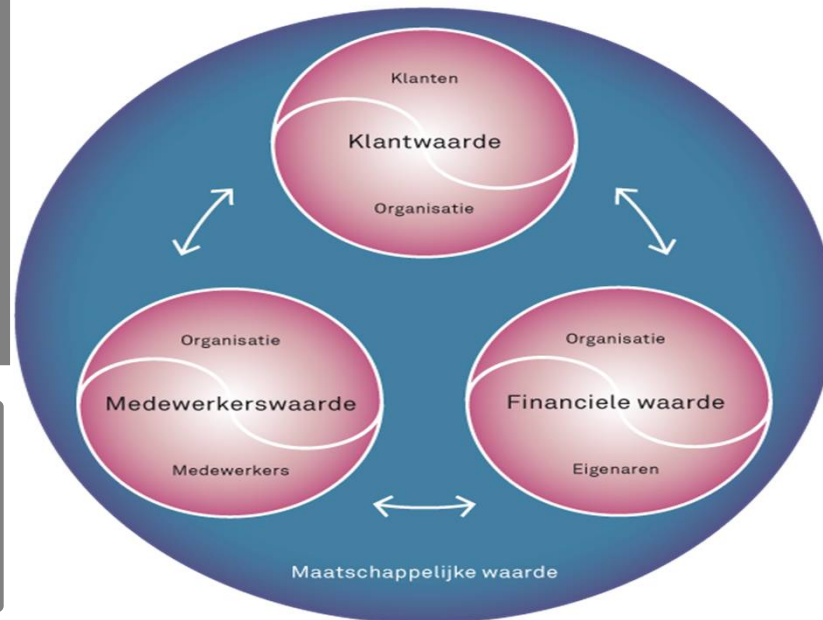 Klanten
Klantwaarde
Organisatie
Organisatie
Medewerkerswaarde
Medewerkers
Organisatie
Financiele waarde
Eigenaren
Maatschappelijke waarde